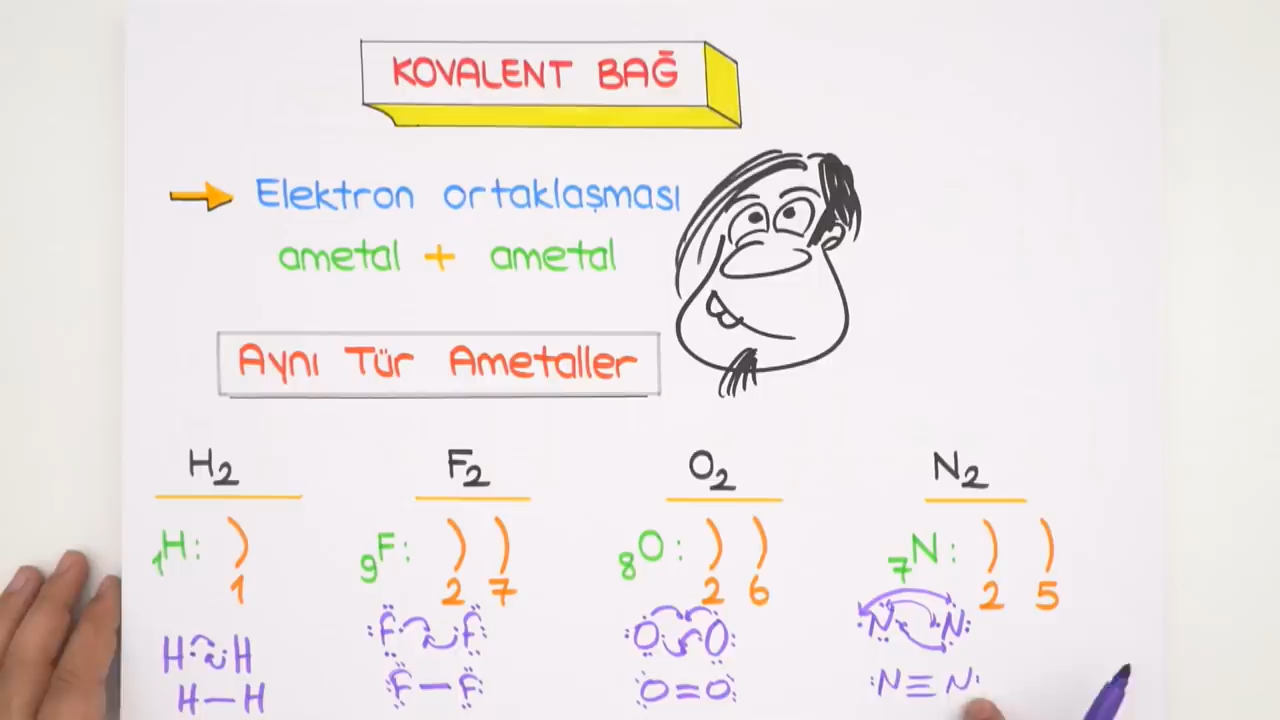 KOVALENT BAĞ
Elektron ortaklaşması
ametal + ametal
Aynı Tür Ametaller
H₂ F₂ O₂ N₂
₁H: ) ₉F: ) ) ₈O: ) ) ₇N: ) )
1 2 7 2 6 2 5
H H F F O O N N
H—H F—F O=O N≡N